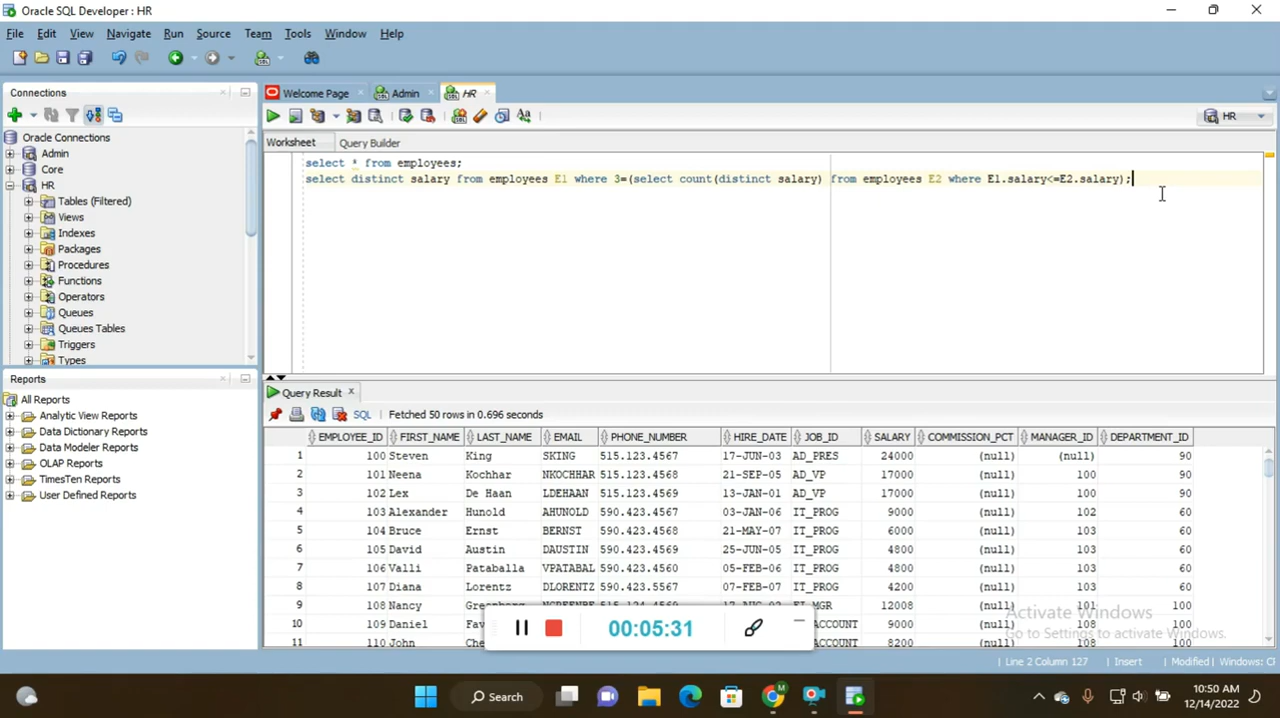 Oracle SQL Developer : HR
File Edit View Navigate Run Source Team Tools Window Help
Connections
Welcome Page Admin HR
HR
Oracle Connections
Admin
Core
HR
Tables (Filtered)
Views
Indexes
Packages
Procedures
Functions
Operators
Queues
Queues Tables
Triggers
Types
Worksheet Query Builder
select * from employees;
select distinct salary from employees E1 where 3=(select count(distinct salary) from employees E2 where E1.salary<=E2.salary);
Reports
All Reports
Analytic View Reports
Data Dictionary Reports
Data Modeler Reports
OLAP Reports
TimesTen Reports
User Defined Reports
Query Result
SQL | Fetched 50 rows in 0.696 seconds
EMPLOYEE_ID FIRST_NAME LAST_NAME EMAIL PHONE_NUMBER HIRE_DATE JOB_ID SALARY COMMISSION_PCT MANAGER_ID DEPARTMENT_ID
1 100 Steven King SKING 515.123.4567 17-JUN-03 AD_PRES 24000 (null) (null) 90
2 101 Neena Kochhar NKOCHHAR 515.123.4568 21-SEP-05 AD_VP 17000 (null) 100 90
3 102 Lex De Haan LDEHAAN 515.123.4569 13-JAN-01 AD_VP 17000 (null) 100 90
4 103 Alexander Hunold AHUNOLD 590.423.4567 03-JAN-06 IT_PROG 9000 (null) 102 60
5 104 Bruce Ernst BERNST 590.423.4568 21-MAY-07 IT_PROG 6000 (null) 103 60
6 105 David Austin DAUSTIN 590.423.4569 25-JUN-05 IT_PROG 4800 (null) 103 60
7 106 Valli Pataballa VPATABAL 590.423.4560 05-FEB-06 IT_PROG 4800 (null) 103 60
8 107 Diana Lorentz DLORENTZ 590.423.5567 07-FEB-07 IT_PROG 4200 (null) 103 60
9 108 Nancy 12008 (null) 101 100
10 109 Daniel Fav ACCOUNT 9000 (null) 108 100
11 110 John Che ACCOUNT 8200 (null) 108 100
00:05:31
Activate Windows
Go to Settings to activate Windows.
| Line 2 Column 127 | Insert | Modified | Windows: Cl
Search
10:50 AM
12/14/2022